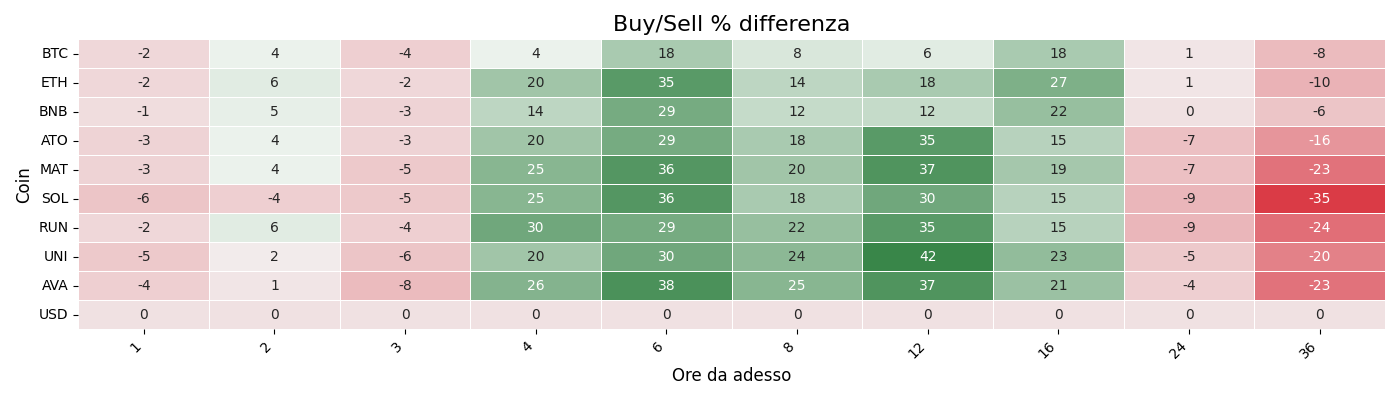 Buy/Sell % differenza
Coin
BTC -2 4 -4 4 18 8 6 18 1 -8
ETH -2 6 -2 20 35 14 18 27 1 -10
BNB -1 5 -3 14 29 12 12 22 0 -6
ATO -3 4 -3 20 29 18 35 15 -7 -16
MAT -3 4 -5 25 36 20 37 19 -7 -23
SOL -6 -4 -5 25 36 18 30 15 -9 -35
RUN -2 6 -4 30 29 22 35 15 -9 -24
UNI -5 2 -6 20 30 24 42 23 -5 -20
AVA -4 1 -8 26 38 25 37 21 -4 -23
USD 0 0 0 0 0 0 0 0 0 0
1 2 3 4 6 8 12 16 24 36
Ore da adesso